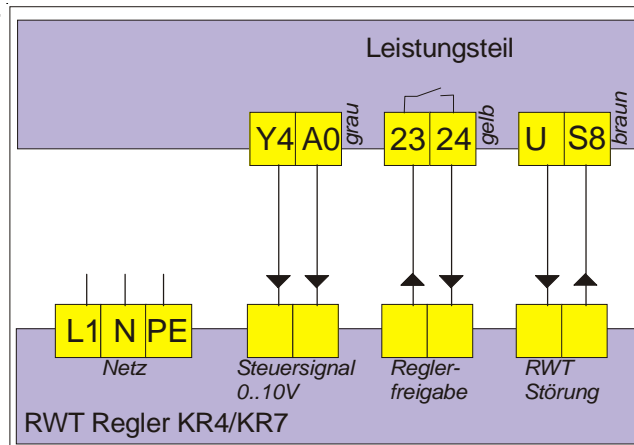 Leistungsteil
Y4 A0 grau 23 24 gelb U S8 braun
L1 N PE
Netz Steuersignal Regler- RWT
0..10V freigabe Störung
RWT Regler KR4/KR7